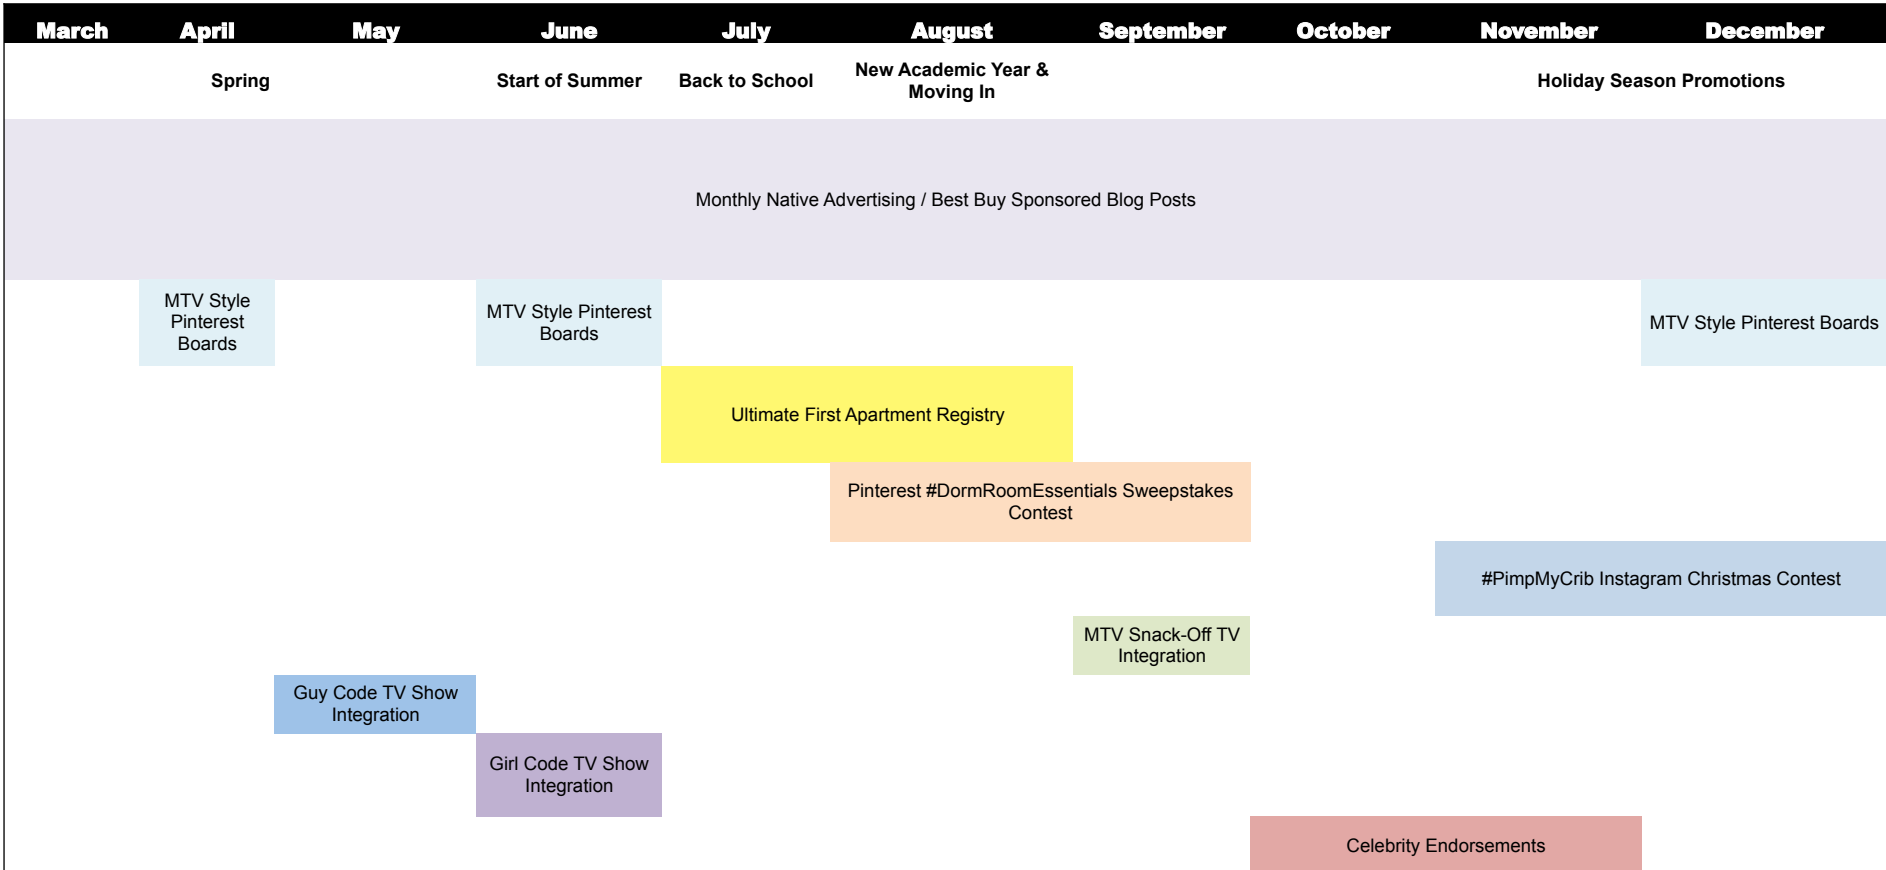 March April May June July August September October November December
Spring Start of Summer Back to School New Academic Year &
Moving In Holiday Season Promotions
Monthly Native Advertising / Best Buy Sponsored Blog Posts
MTV Style
Pinterest
Boards
MTV Style Pinterest
Boards
MTV Style Pinterest Boards
Ultimate First Apartment Registry
Pinterest #DormRoomEssentials Sweepstakes
Contest
#PimpMyCrib Instagram Christmas Contest
MTV Snack-Off TV
Integration
Guy Code TV Show
Integration
Girl Code TV Show
Integration
Celebrity Endorsements